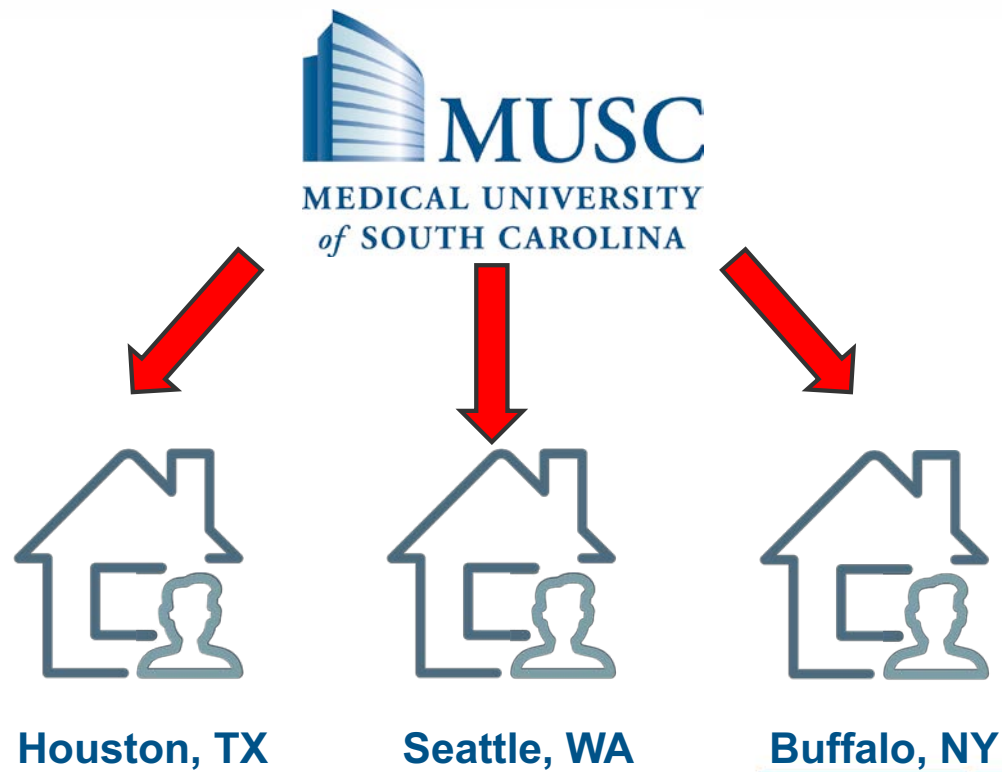 MUSC
MEDICAL UNIVERSITY
of SOUTH CAROLINA
Houston, TX
Seattle, WA
Buffalo, NY